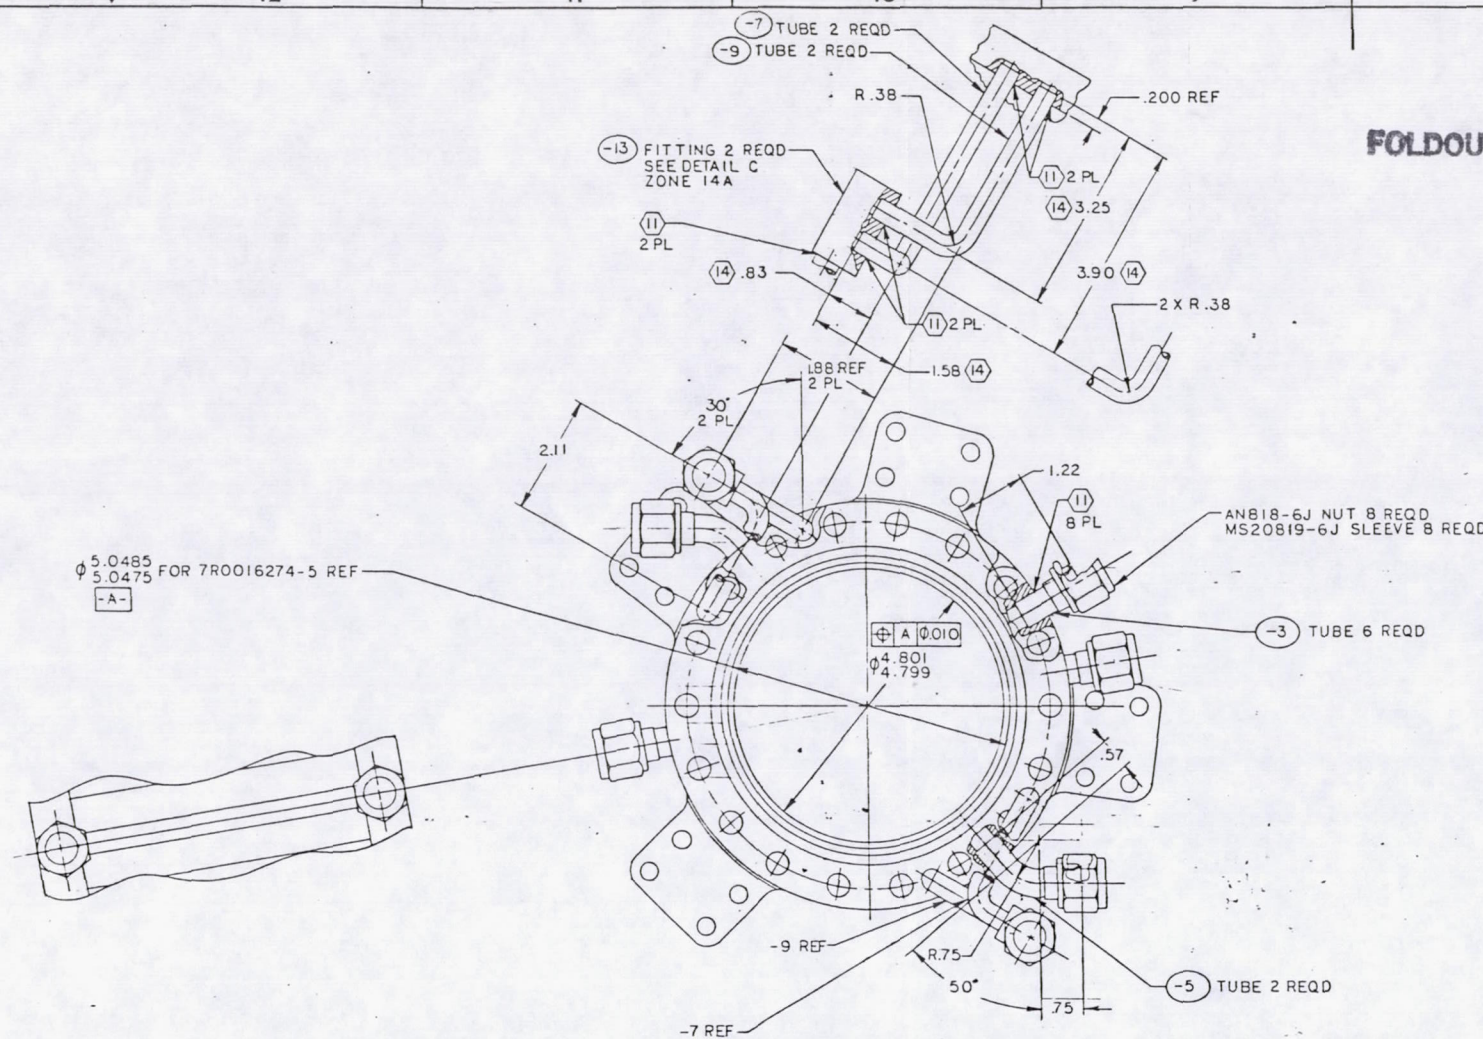 -7 TUBE 2 REQD
-9 TUBE 2 REQD
R.38
.200 REF
FOLDOU
-13 FITTING 2 REQD
SEE DETAIL C
ZONE 14A
11 2 PL
14 3.25
11
2 PL
14 .83
3.90 14
2 X R.38
11 2 PL
1.58 14
1.88 REF
2 PL
30°
2 PL
2.11
1.22
11
8 PL
AN818-6J NUT 8 REQD
MS20819-6J SLEEVE 8 REQD
φ 5.0485
5.0475 FOR 7R0016274-5 REF
-A-
-3 TUBE 6 REQD
⌖ A φ.010
φ4.801
φ4.799
.57
-9 REF
R.75
50°
.75
-5 TUBE 2 REQD
-7 REF